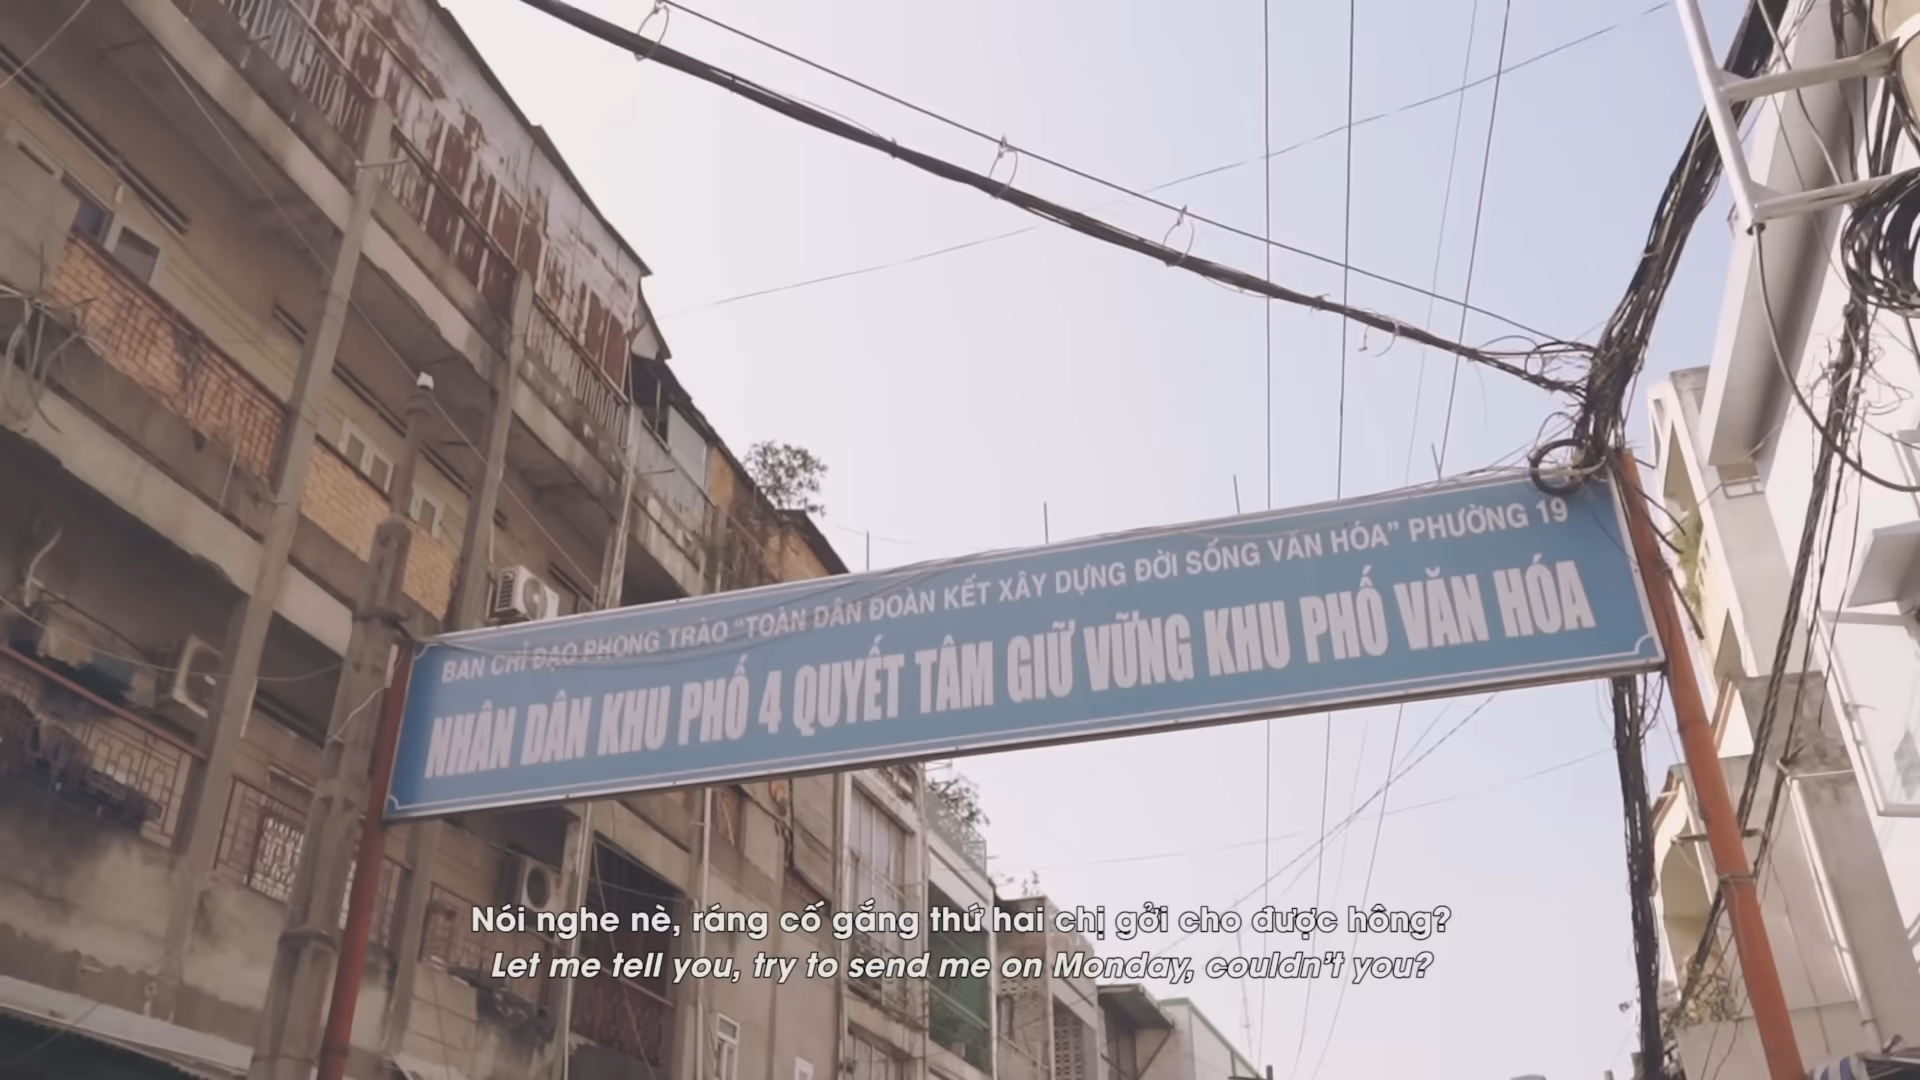 BAN CHỈ ĐẠO PHONG TRÀO "TOÀN DÂN ĐOÀN KẾT XÂY DỰNG ĐỜI SỐNG VĂN HÓA" PHƯỜNG 19
NHÂN DÂN KHU PHỐ 4 QUYẾT TÂM GIỮ VỮNG KHU PHỐ VĂN HÓA
Nói nghe nè, ráng cố gắng thứ hai chị gởi cho được hông?
Let me tell you, try to send me on Monday, couldn't you?